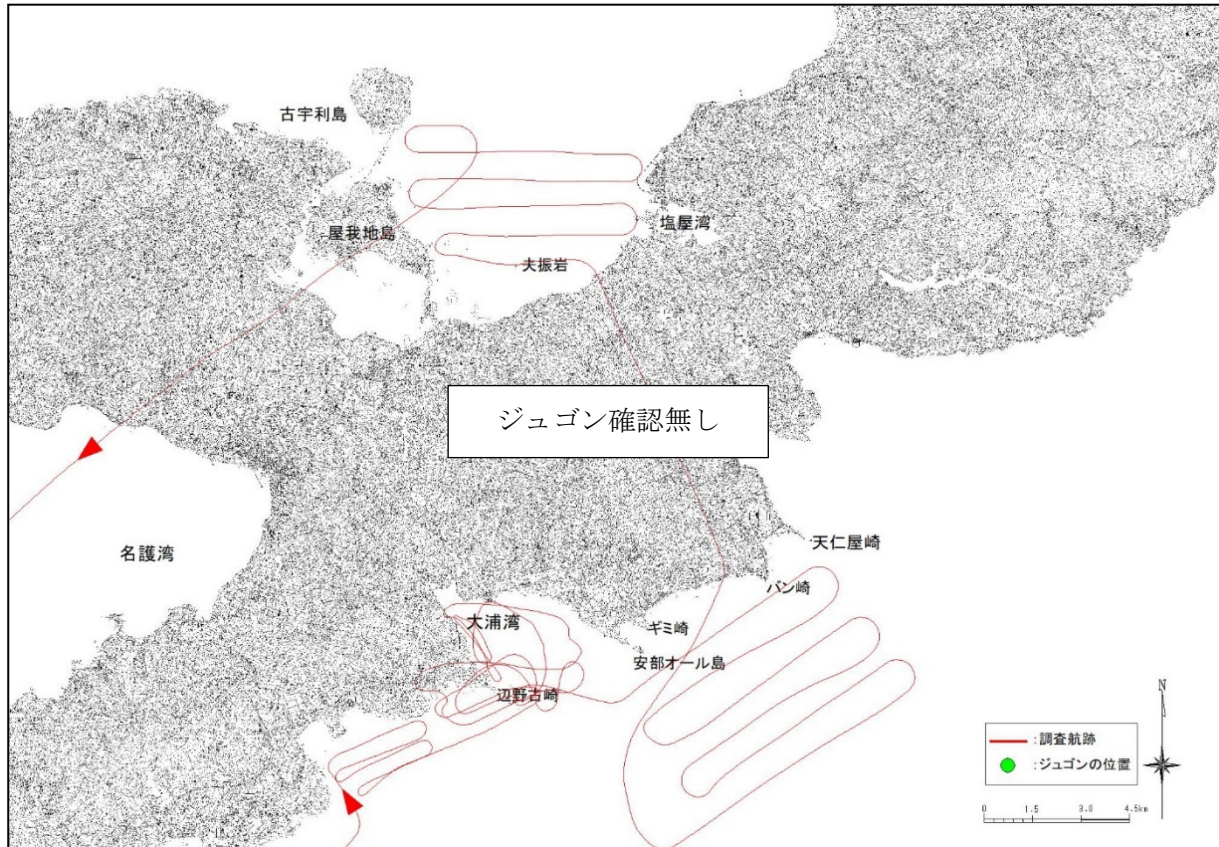 古宇利島
屋我地島
塩屋湾
夫振岩
ジュゴン確認無し
名護湾
天仁屋崎
バン崎
大浦湾
ギミ崎
安部オール島
辺野古崎
N
:調査航跡
:ジュゴンの位置
0 1.5 3.0 4.5km